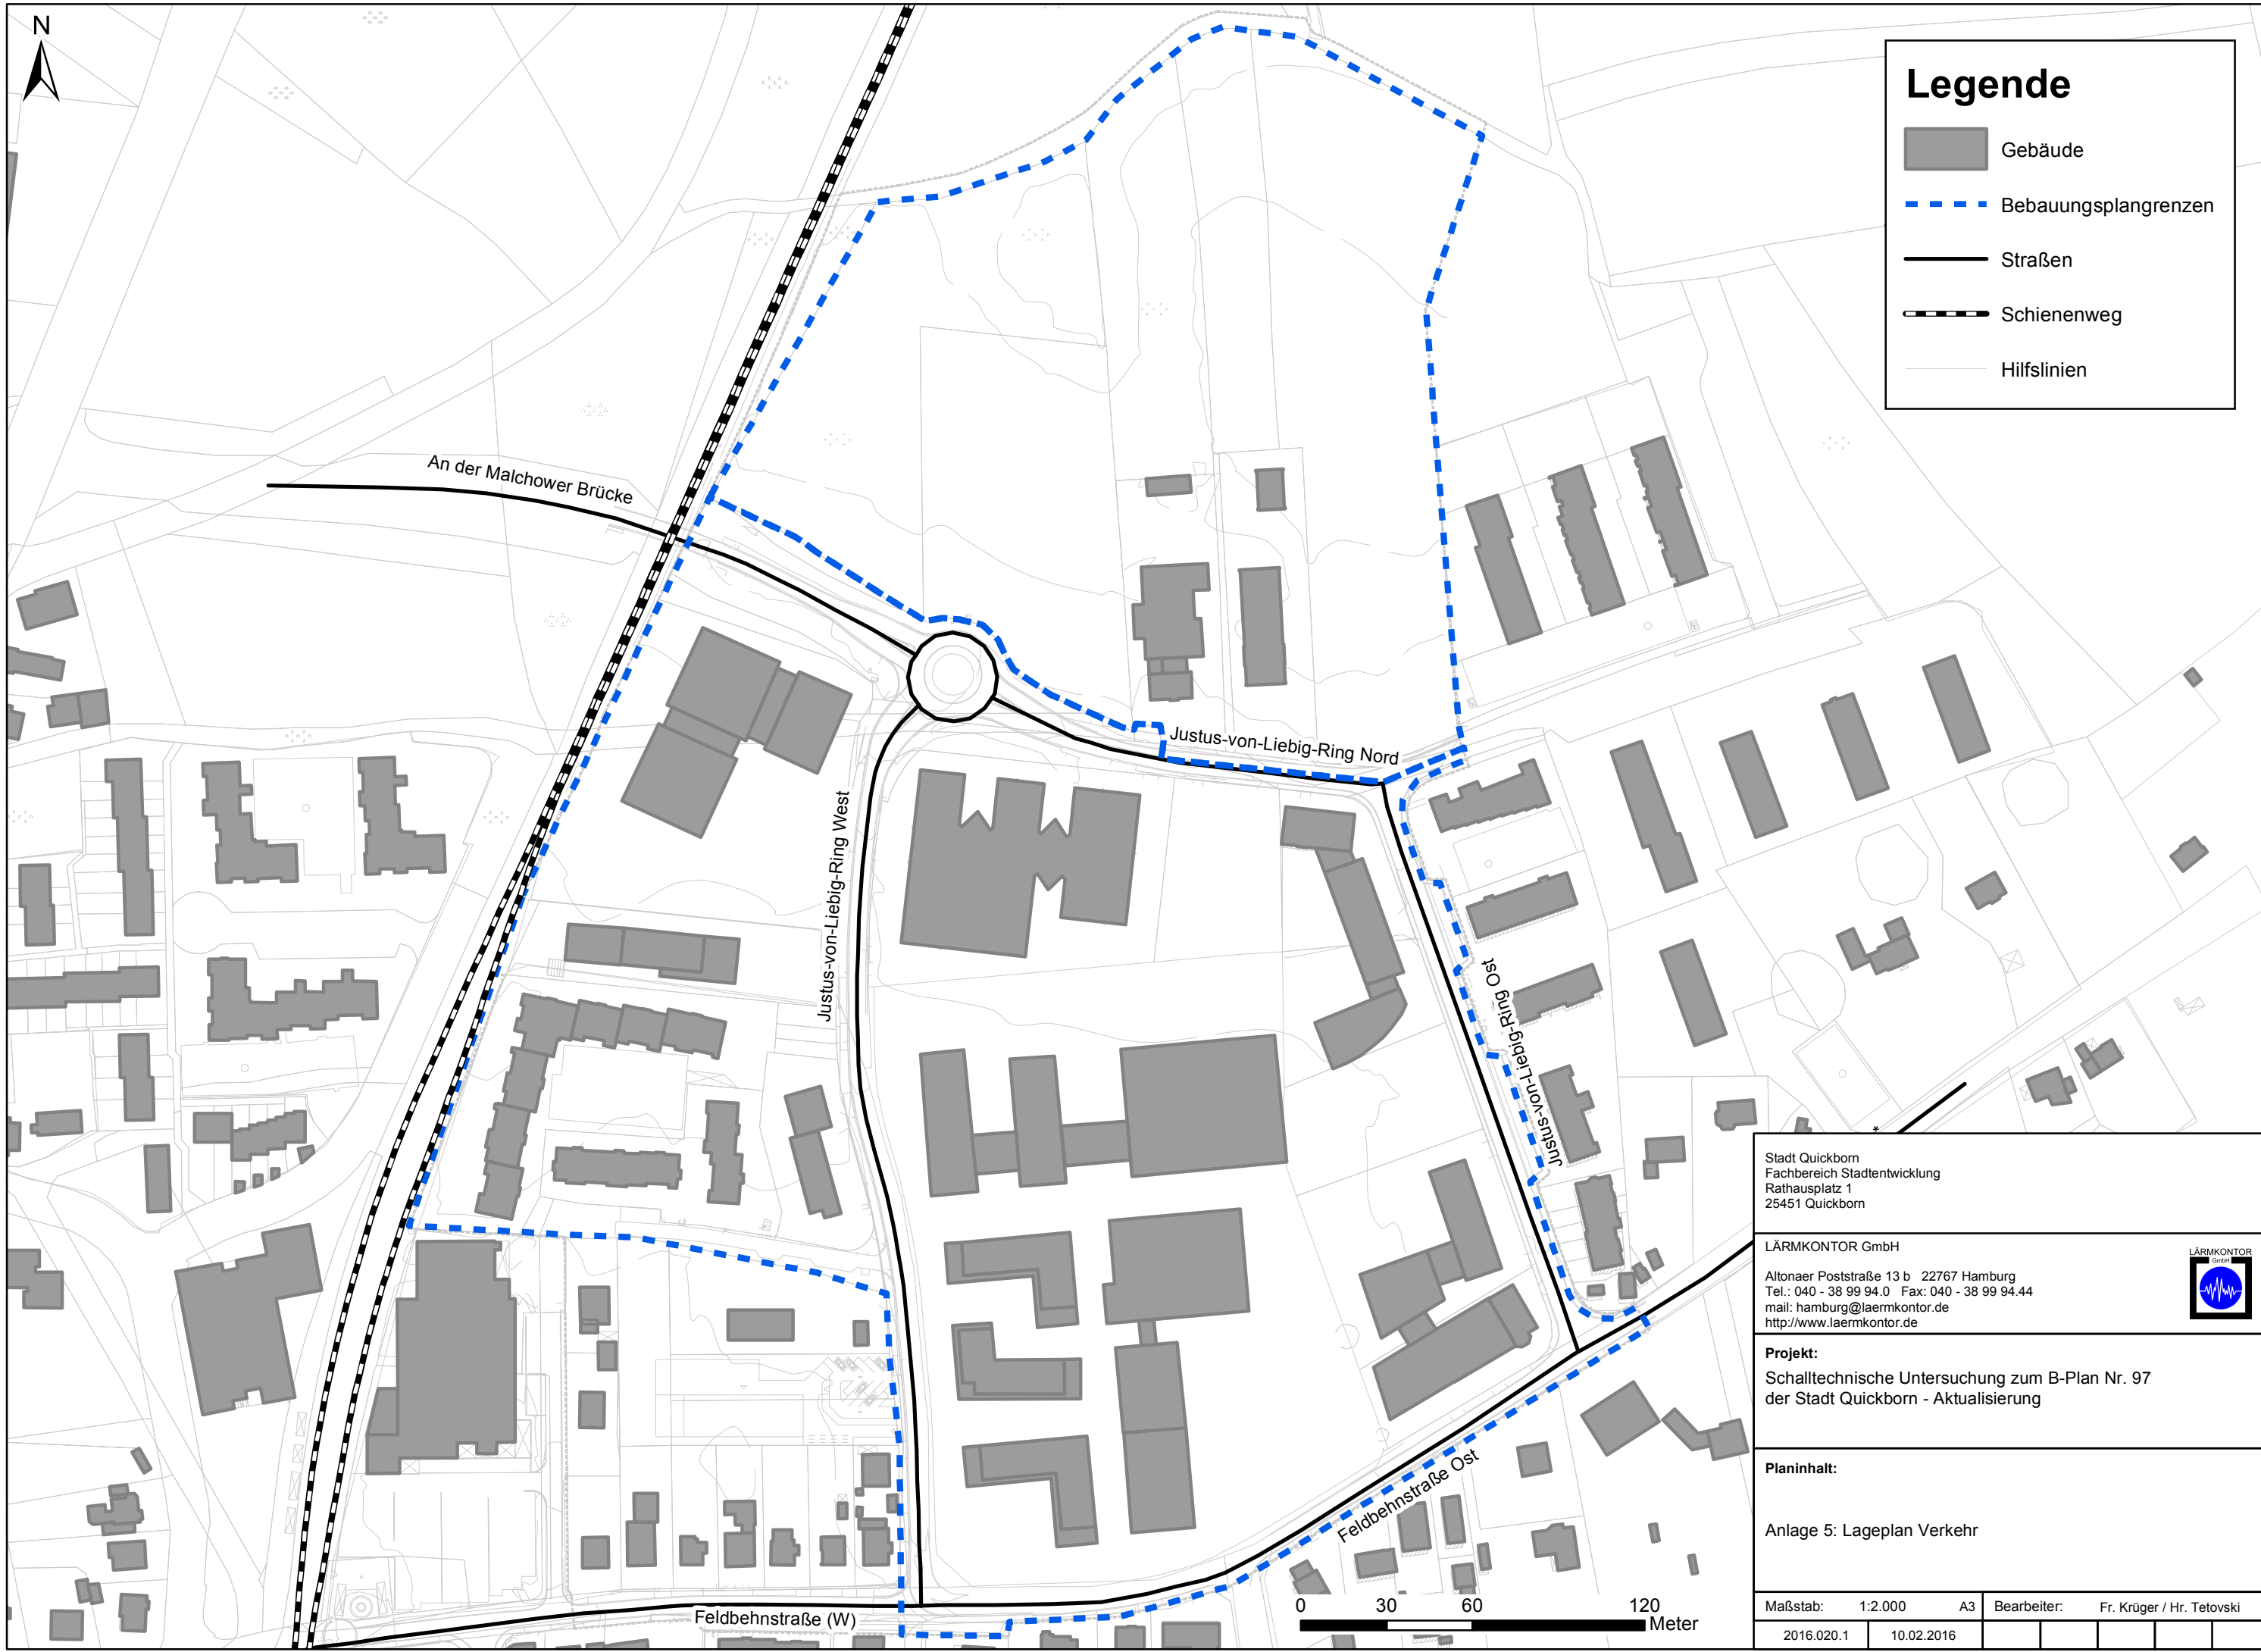 N
Legende
Gebäude
Bebauungsplangrenzen
Straßen
Schienenweg
Hilfslinien
An der Malchower Brücke
Justus-von-Liebig-Ring Nord
Justus-von-Liebig-Ring West
Justus-von-Liebig-Ring Ost
Feldbehnstraße Ost
Feldbehnstraße (W)
0 30 60 120
Meter
Stadt Quickborn
Fachbereich Stadtentwicklung
Rathausplatz 1
25451 Quickborn
LÄRMKONTOR GmbH
Altonaer Poststraße 13 b 22767 Hamburg
Tel.: 040 - 38 99 94.0 Fax: 040 - 38 99 94.44
mail: hamburg@laermkontor.de
http://www.laermkontor.de
LÄRMKONTOR
GmbH
Projekt:
Schalltechnische Untersuchung zum B-Plan Nr. 97
der Stadt Quickborn - Aktualisierung
Planinhalt:
Anlage 5: Lageplan Verkehr
Maßstab: 1:2.000 A3 Bearbeiter: Fr. Krüger / Hr. Tetovski
2016.020.1 10.02.2016